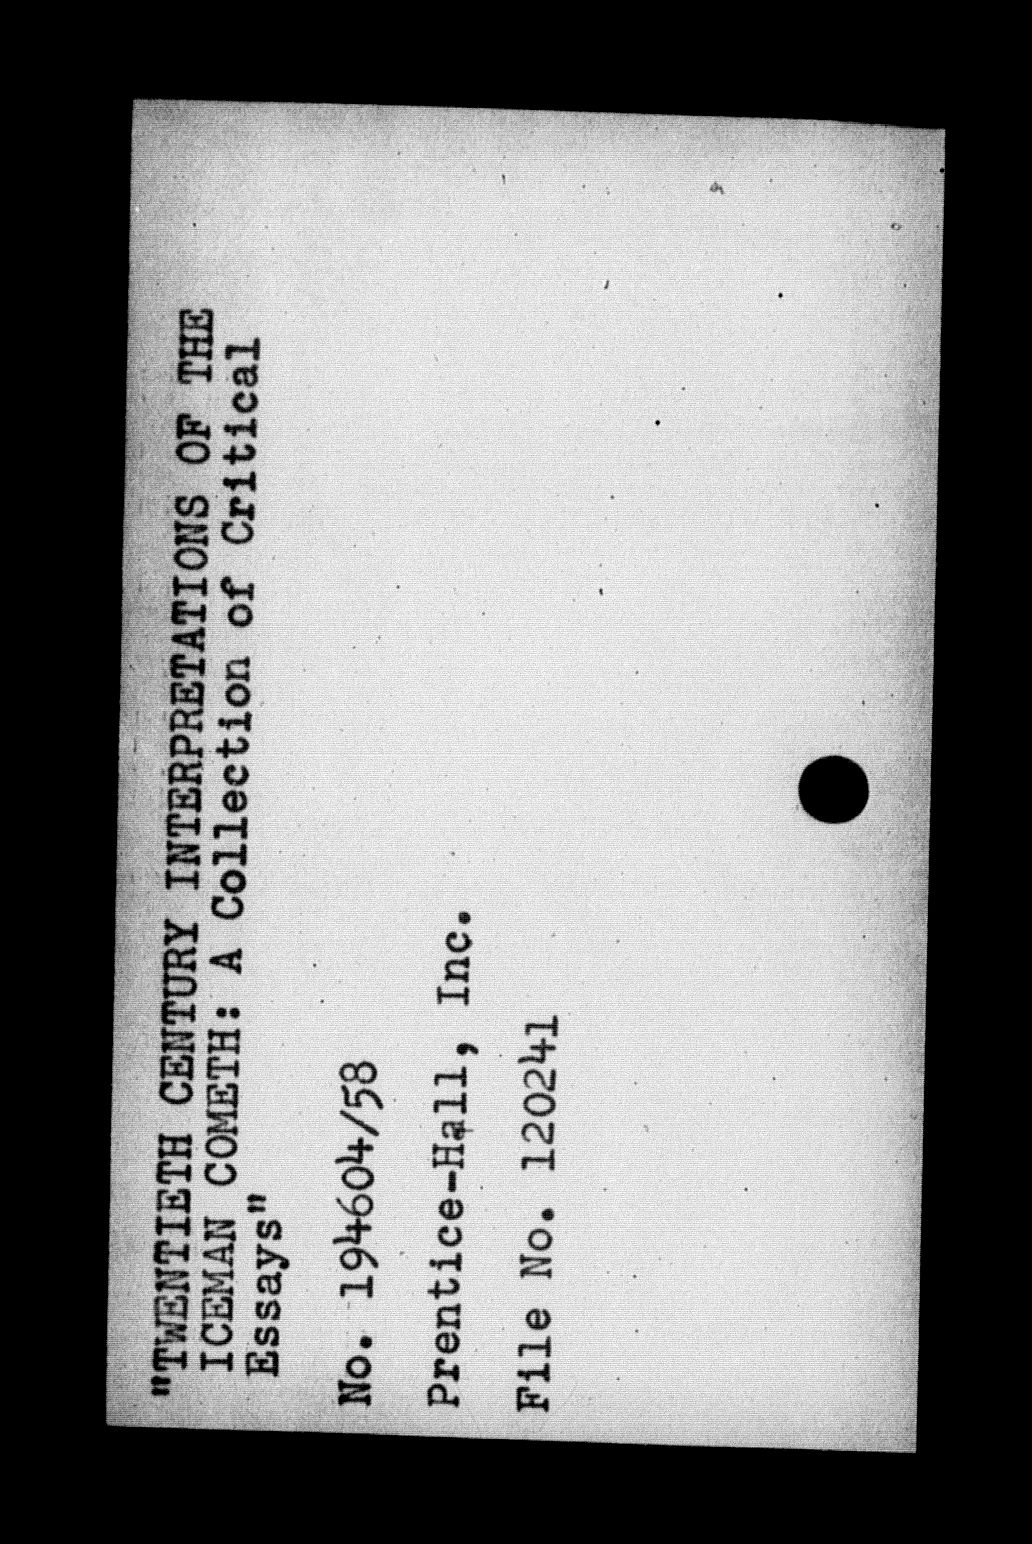 "TWENTIETH CENTURY INTERPRETATIONS OF THE
ICEMAN COMETH: A Collection of Critical
Essays"
No. 194604/58
Prentice-Hall, Inc.
File No. 120241